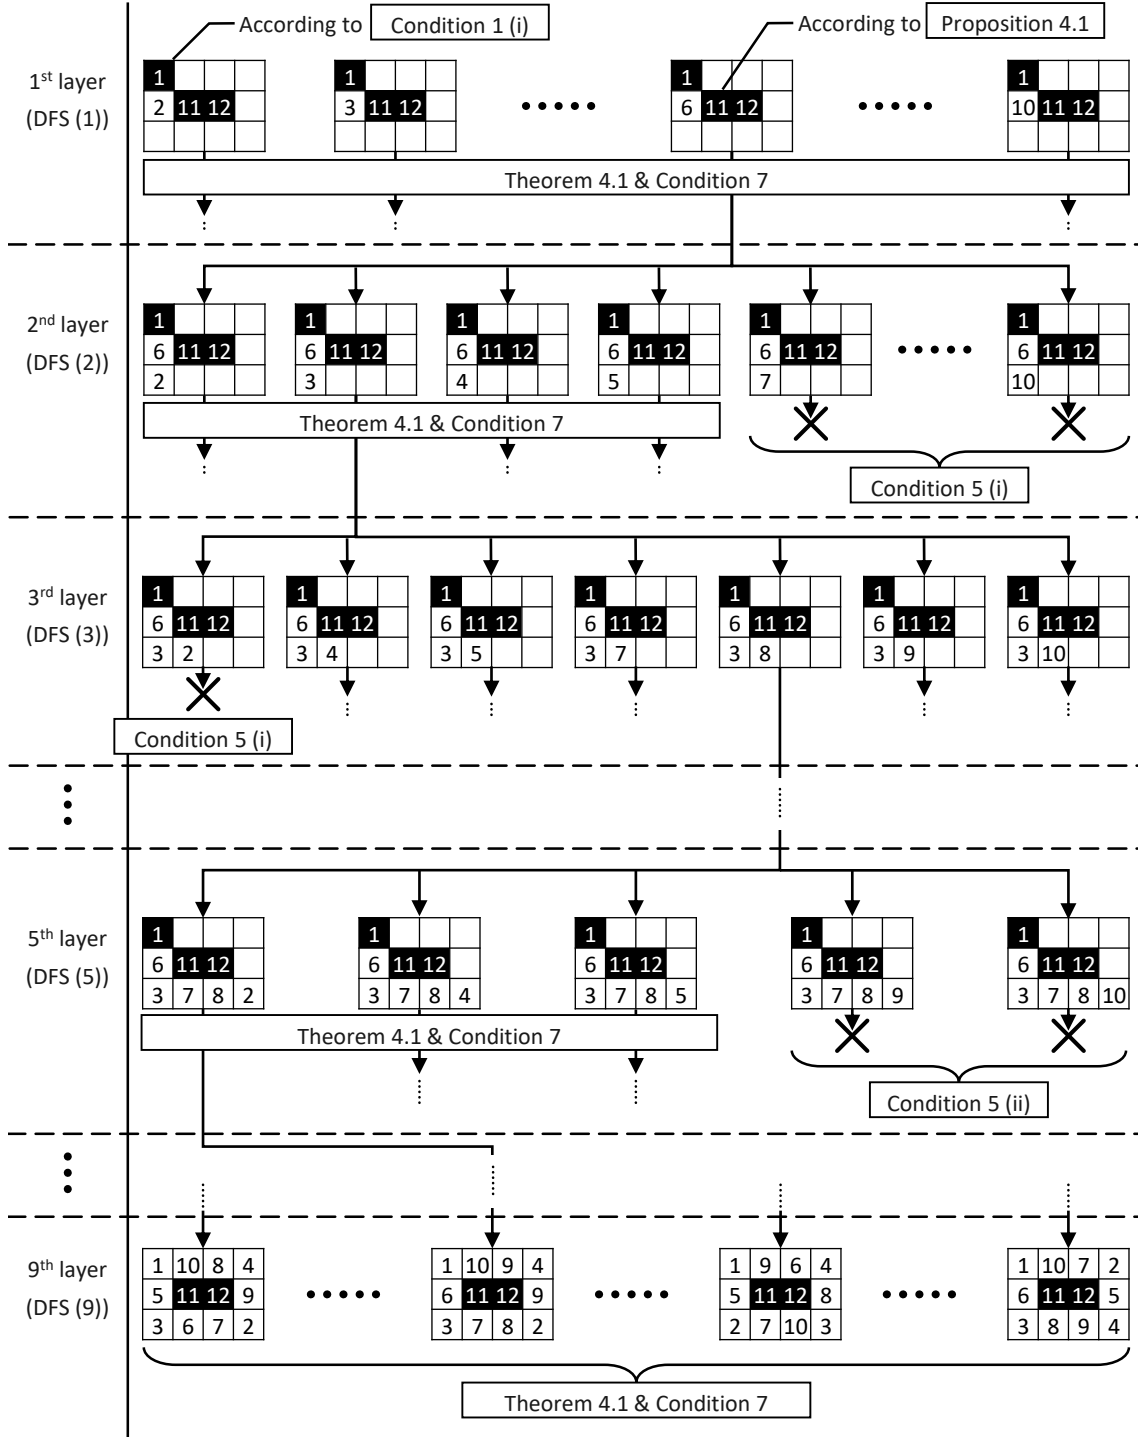 According to Condition 1 (i)
According to Proposition 4.1
1st layer
(DFS (1))
1
2 11 12
1
3 11 12
1
6 11 12
1
10 11 12
Theorem 4.1 & Condition 7
2nd layer
(DFS (2))
1
6 11 12
2
1
6 11 12
3
1
6 11 12
4
1
6 11 12
5
1
6 11 12
7
1
6 11 12
10
Theorem 4.1 & Condition 7
Condition 5 (i)
3rd layer
(DFS (3))
1
6 11 12
3 2
1
6 11 12
3 4
1
6 11 12
3 5
1
6 11 12
3 7
1
6 11 12
3 8
1
6 11 12
3 9
1
6 11 12
3 10
Condition 5 (i)
5th layer
(DFS (5))
1
6 11 12
3 7 8 2
1
6 11 12
3 7 8 4
1
6 11 12
3 7 8 5
1
6 11 12
3 7 8 9
1
6 11 12
3 7 8 10
Theorem 4.1 & Condition 7
Condition 5 (ii)
9th layer
(DFS (9))
1 10 8 4
5 11 12 9
3 6 7 2
1 10 9 4
6 11 12 9
3 7 8 2
1 9 6 4
5 11 12 8
2 7 10 3
1 10 7 2
6 11 12 5
3 8 9 4
Theorem 4.1 & Condition 7